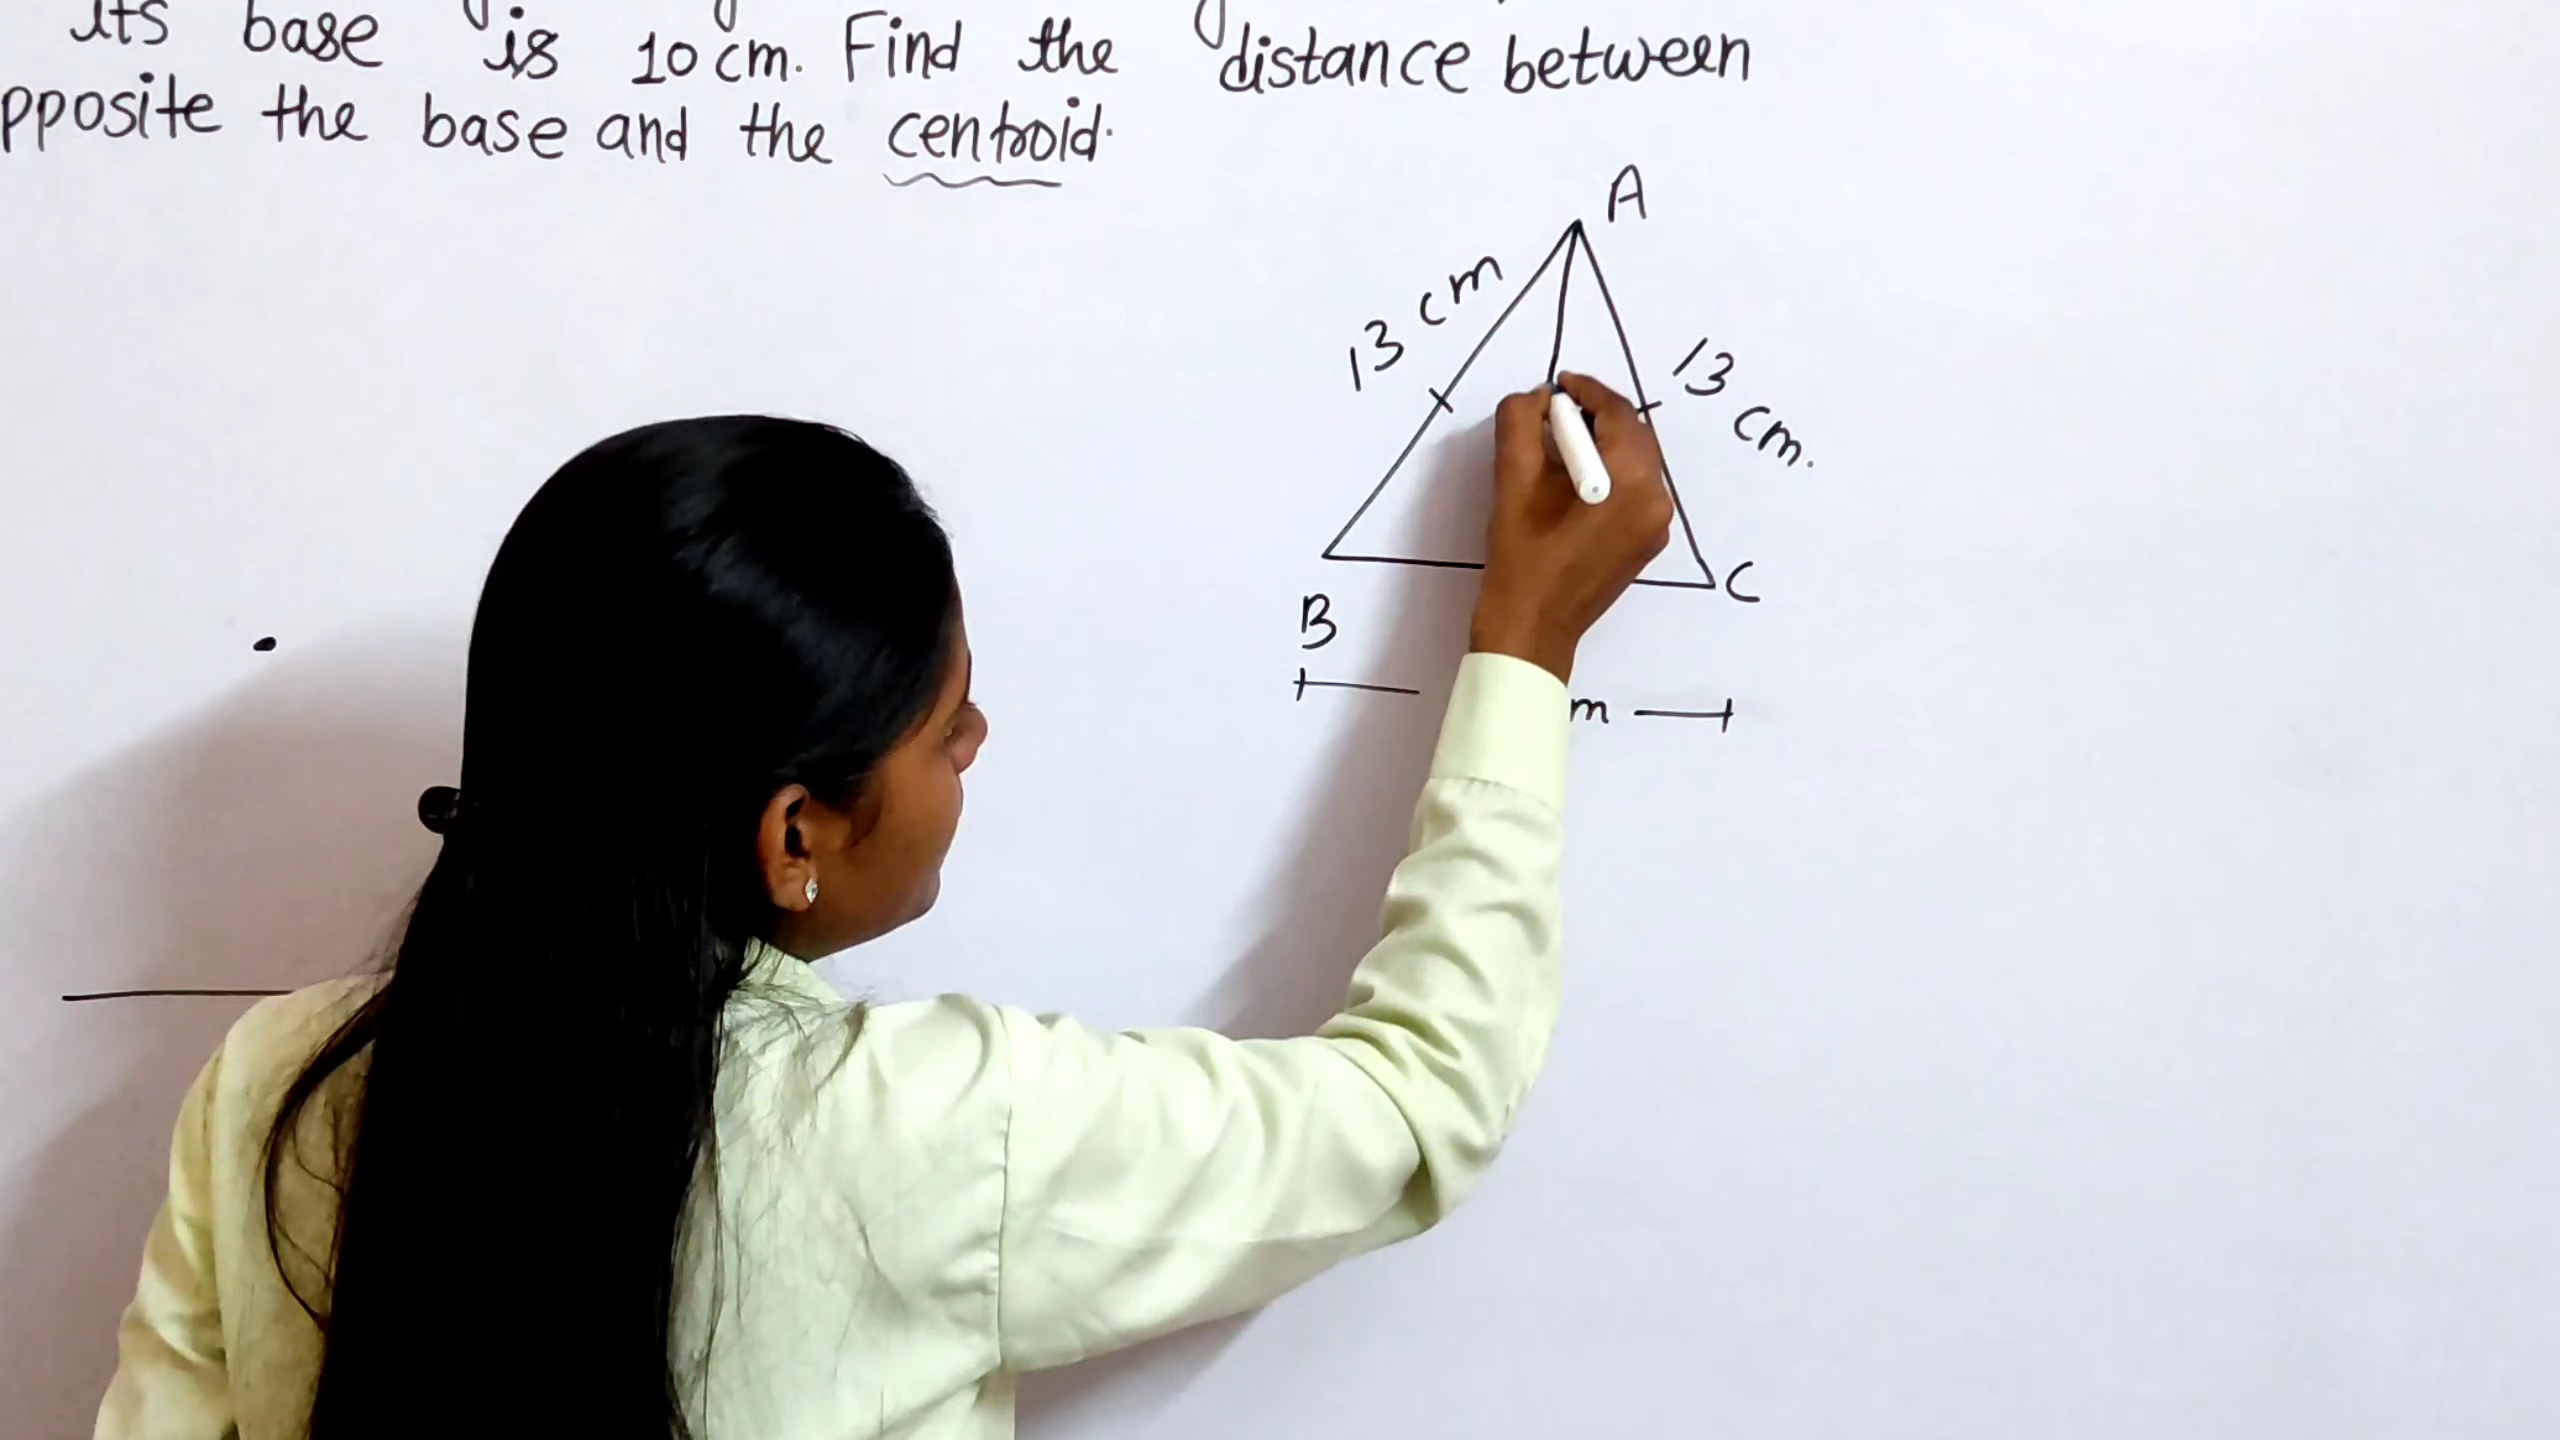 its base is 10 cm. Find the distance between
pposite the base and the centroid.
A
13 cm
13 cm.
B
C
m